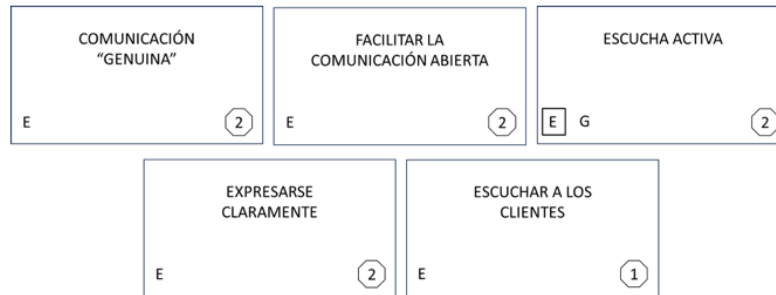 COMUNICACIÓN
“GENUINA”
E
2
FACILITAR LA
COMUNICACIÓN ABIERTA
E
2
ESCUCHA ACTIVA
E G
2
EXPRESARSE
CLARAMENTE
E
2
ESCUCHAR A LOS
CLIENTES
E
1